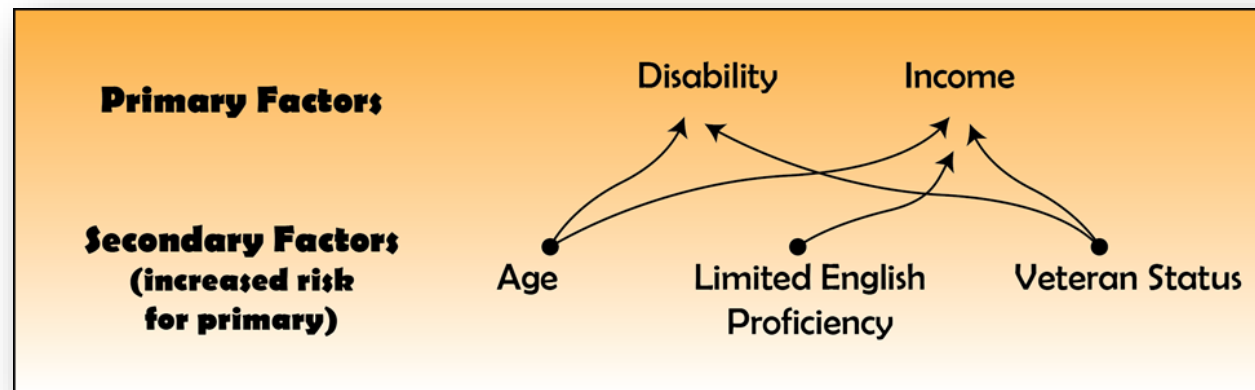 Disability Income
Primary Factors
Secondary Factors
(increased risk
for primary)
Age
Limited English
Proficiency
Veteran Status